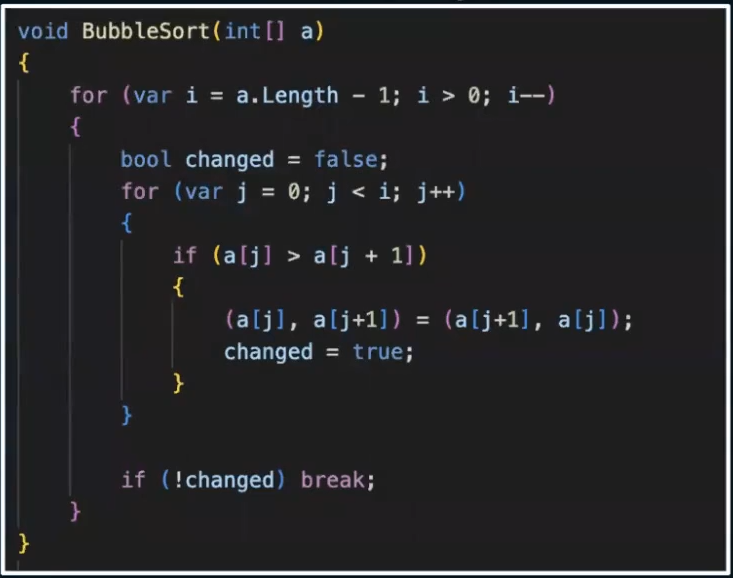 void BubbleSort(int[] a)
{
for (var i = a.Length - 1; i > 0; i--)
{
bool changed = false;
for (var j = 0; j < i; j++)
{
if (a[j] > a[j + 1])
{
(a[j], a[j+1]) = (a[j+1], a[j]);
changed = true;
}
}
if (!changed) break;
}
}